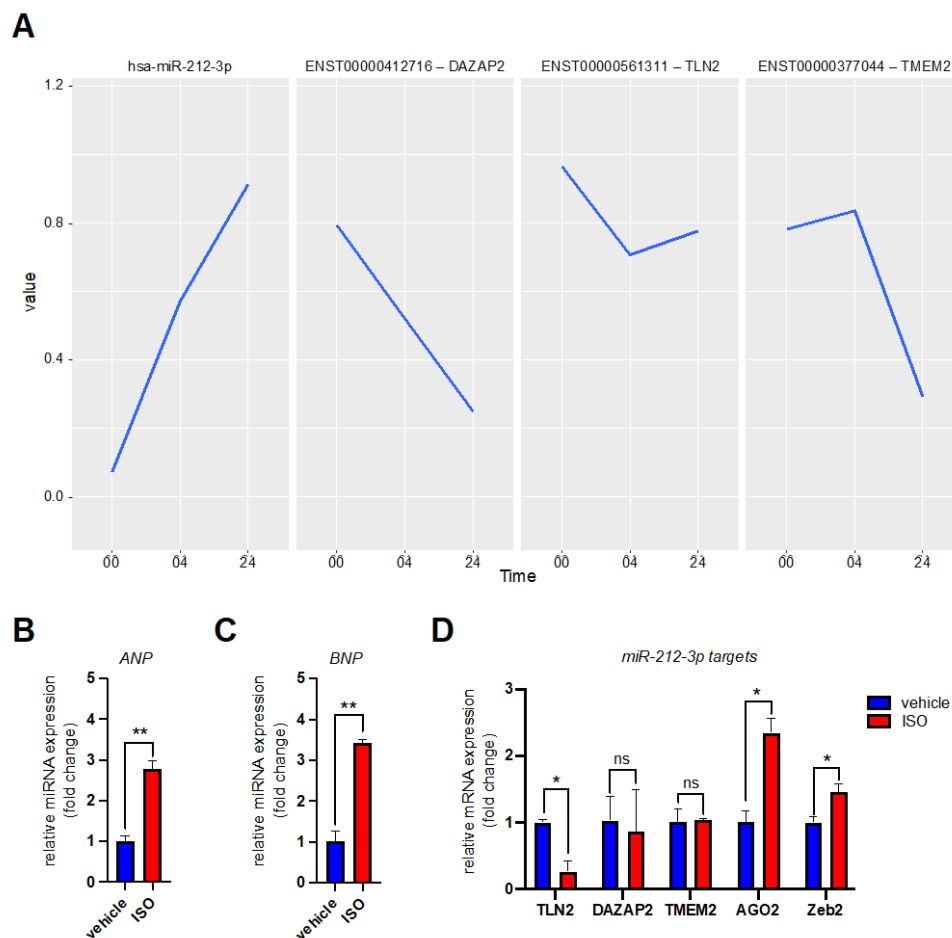 A
hsa-miR-212-3p
ENST00000412716 – DAZAP2
ENST00000561311 – TLN2
ENST00000377044 – TMEM2
1.2
0.8
0.4
0.0
value
00 04 24
00 04 24
00 04 24
00 04 24
Time
B
ANP
relative miRNA expression
(fold change)
5
4
3
2
1
0
**
vehicle
ISO
C
BNP
relative miRNA expression
(fold change)
5
4
3
2
1
0
**
vehicle
ISO
D
miR-212-3p targets
relative mRNA expression
(fold change)
3
2
1
0
*
ns
ns
*
*
TLN2
DAZAP2
TMEM2
AGO2
Zeb2
vehicle
ISO